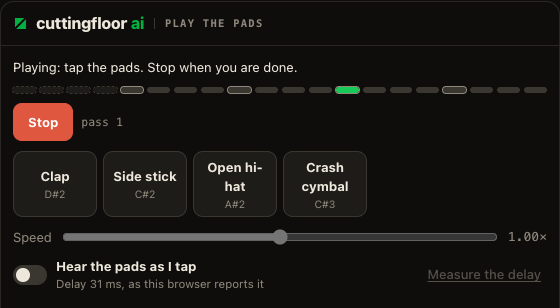 cuttingfloor ai PLAY THE PADS
Playing: tap the pads. Stop when you are done.
Stop pass 1
Clap
D#2
Side stick
C#2
Open hi-
hat
A#2
Crash
cymbal
C#3
Speed 1.00×
Hear the pads as I tap
Delay 31 ms, as this browser reports it
Measure the delay